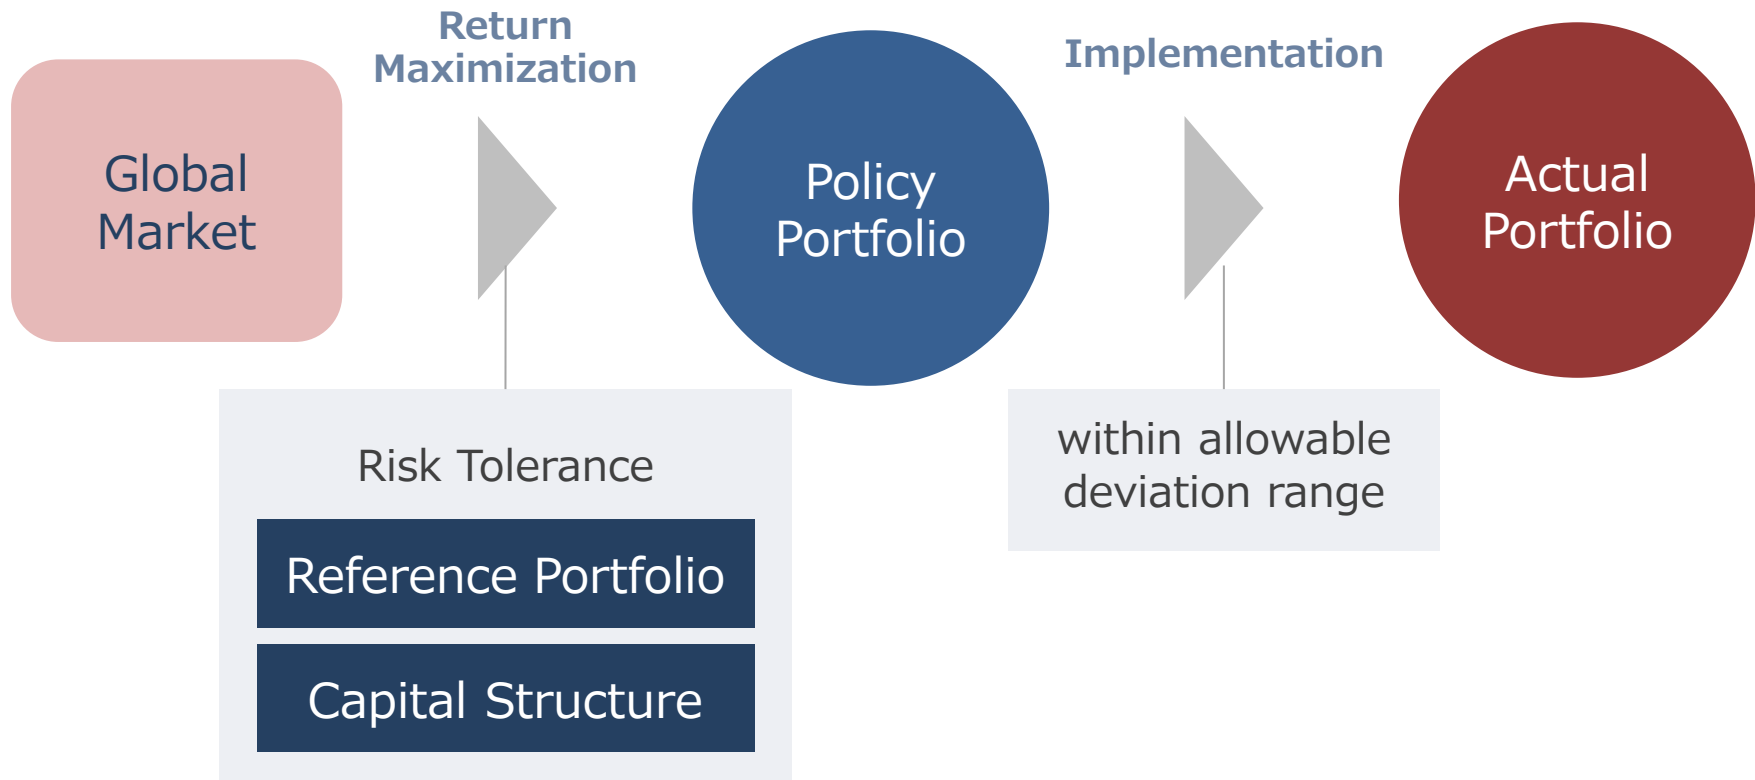 Return
Maximization
Implementation
Global
Market
Policy
Portfolio
Actual
Portfolio
Risk Tolerance
Reference Portfolio
Capital Structure
within allowable
deviation range